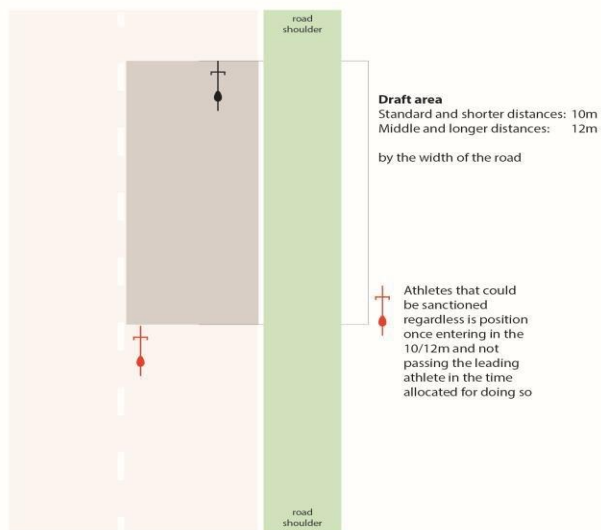 road
shoulder
Draft area
Standard and shorter distances: 10m
Middle and longer distances: 12m
by the width of the road
Athletes that could
be sanctioned
regardless is position
once entering in the
10/12m and not
passing the leading
athlete in the time
allocated for doing so
road
shoulder